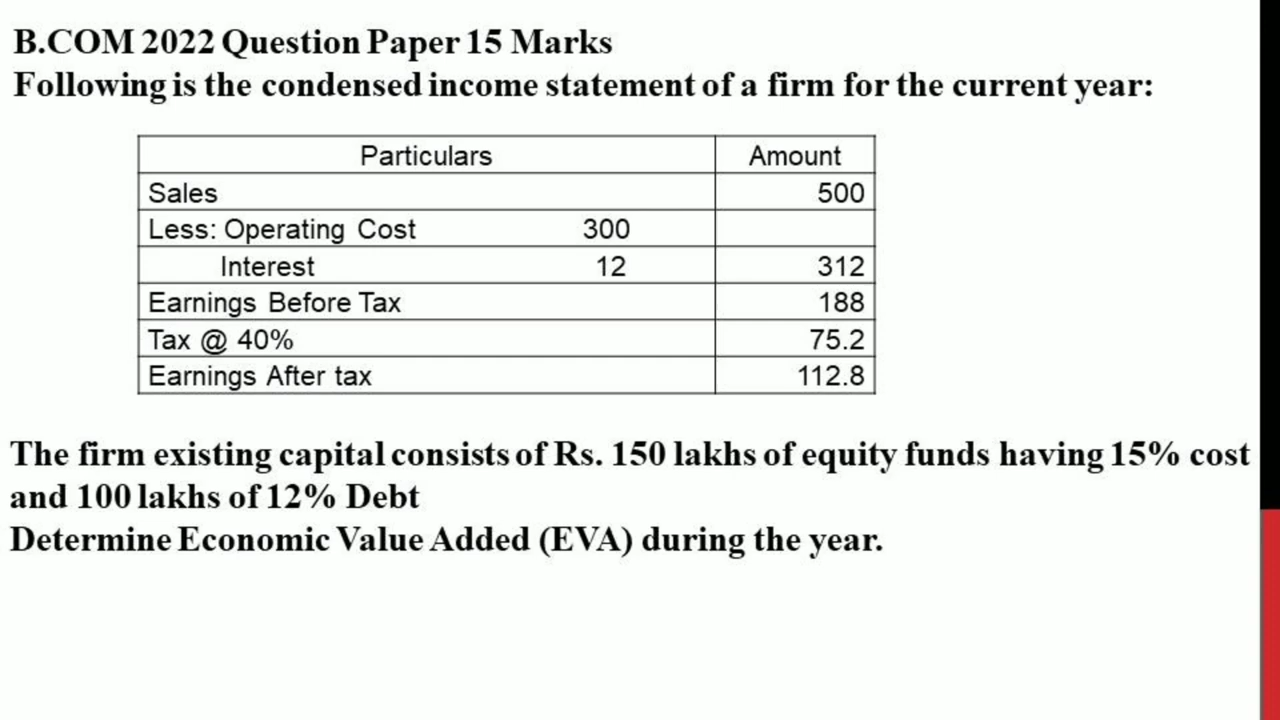 B.COM 2022 Question Paper 15 Marks
Following is the condensed income statement of a firm for the current year:
Particulars Amount
Sales 500
Less: Operating Cost 300
Interest 12 312
Earnings Before Tax 188
Tax @ 40% 75.2
Earnings After tax 112.8
The firm existing capital consists of Rs. 150 lakhs of equity funds having 15% cost
and 100 lakhs of 12% Debt
Determine Economic Value Added (EVA) during the year.